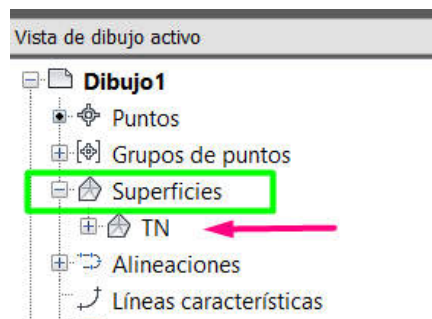 Vista de dibujo activo
Dibujo1
Puntos
Grupos de puntos
Superficies
TN
Alineaciones
Líneas características